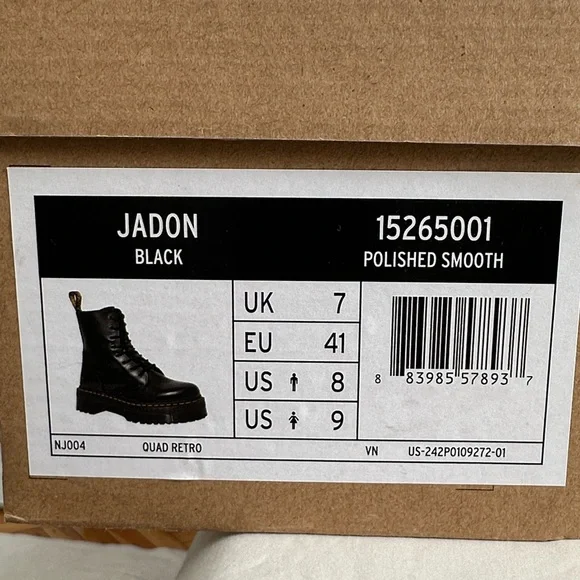 JADON 15265001
BLACK POLISHED SMOOTH
UK 7
EU 41
US 8
US 9
8 83985 57893 7
NJ004 QUAD RETRO VN US-242P0109272-01